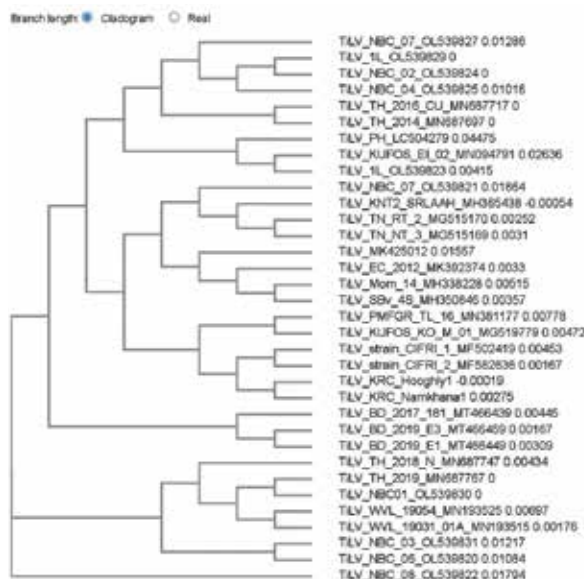 Branch length: Cladogram Real
TiLV_NBC_07_OL539827 0.01286
TiLV_1L_OL539829 0
TiLV_NBC_02_OL539824 0
TiLV_NBC_04_OL539825 0.01016
TiLV_TH_2016_CU_MN687717 0
TiLV_TH_2014_MN687697 0
TiLV_PH_LC504279 0.04475
TiLV_KUFOS_EII_02_MN094791 0.02636
TiLV_1L_OL539823 0.00415
TiLV_NBC_07_OL539821 0.01864
TiLV_KNT2_SRLAAH_MH365438 -0.00054
TiLV_TN_RT_2_MG515170 0.00252
TiLV_TN_NT_3_MG515169 0.0031
TiLV_MK425012 0.01557
TiLV_EC_2012_MK392374 0.0033
TiLV_Morn_14_MH338228 0.00515
TiLV_SBv_4S_MH350846 0.00357
TiLV_PMFGR_TL_16_MN381177 0.00778
TiLV_KUFOS_KO_M_01_MG519779 0.00472
TiLV_strain_CIFRI_1_MF502419 0.00453
TiLV_strain_CIFRI_2_MF582636 0.00167
TiLV_KRC_Hooghly1 -0.00019
TiLV_KRC_Namkhana1 0.00275
TiLV_BD_2017_181_MT466439 0.00445
TiLV_BD_2019_E3_MT466459 0.00167
TiLV_BD_2019_E1_MT466449 0.00309
TiLV_TH_2018_N_MN687747 0.00434
TiLV_TH_2019_MN687767 0
TiLV_NBC01_OL539830 0
TiLV_WVL_19054_MN193525 0.00697
TiLV_WVL_19031_01A_MN193515 0.00176
TiLV_NBC_03_OL539831 0.01217
TiLV_NBC_05_OL539820 0.01084
TiLV_NBC_08_OL539822 0.01794